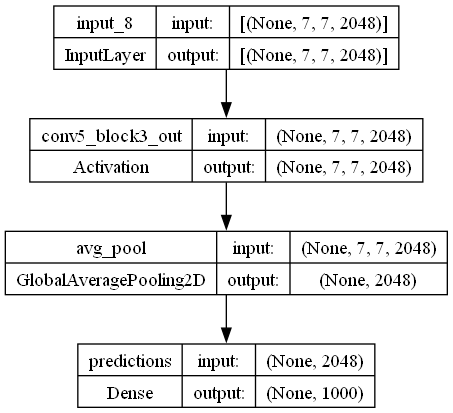 input_8 input: [(None, 7, 7, 2048)]
InputLayer output: [(None, 7, 7, 2048)]
conv5_block3_out input: (None, 7, 7, 2048)
Activation output: (None, 7, 7, 2048)
avg_pool input: (None, 7, 7, 2048)
GlobalAveragePooling2D output: (None, 2048)
predictions input: (None, 2048)
Dense output: (None, 1000)